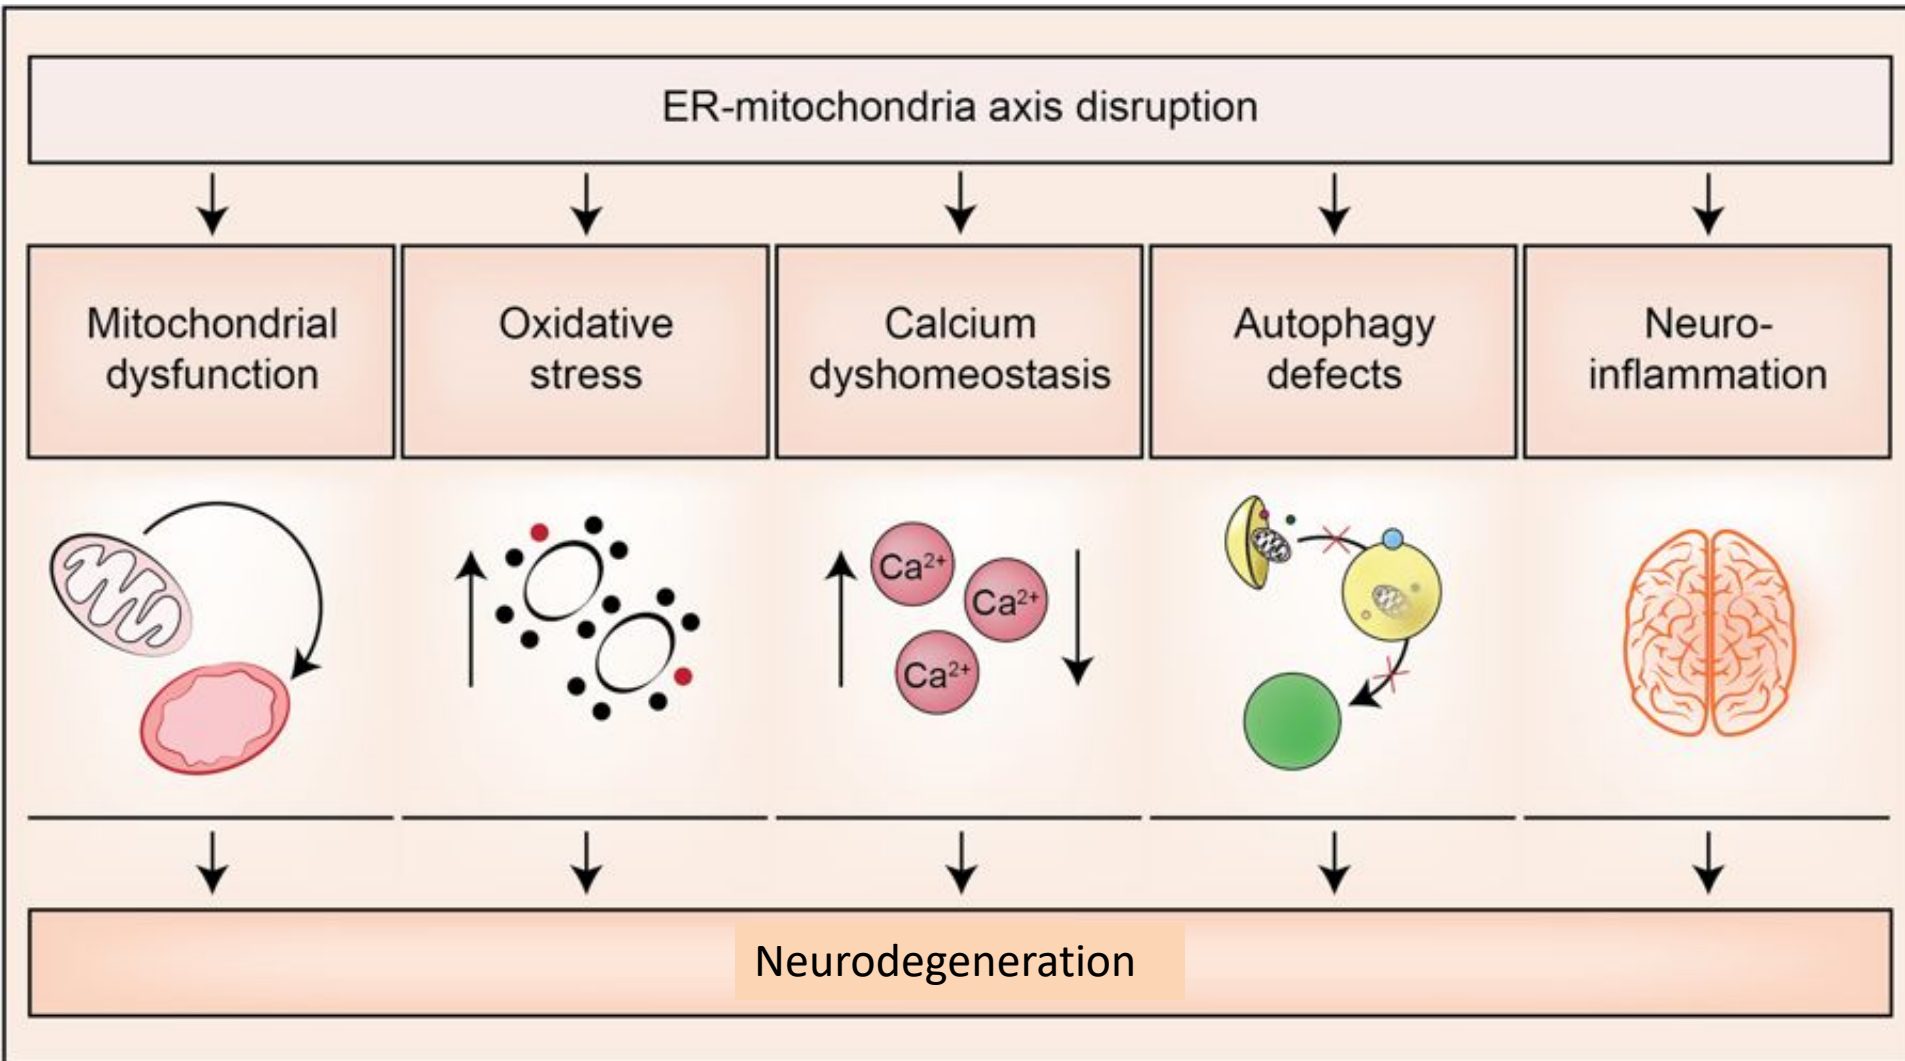 ER-mitochondria axis disruption
Mitochondrial
dysfunction
Oxidative
stress
Calcium
dyshomeostasis
Autophagy
defects
Neuro-
inflammation
Ca²⁺
Ca²⁺
Ca²⁺
Neurodegeneration